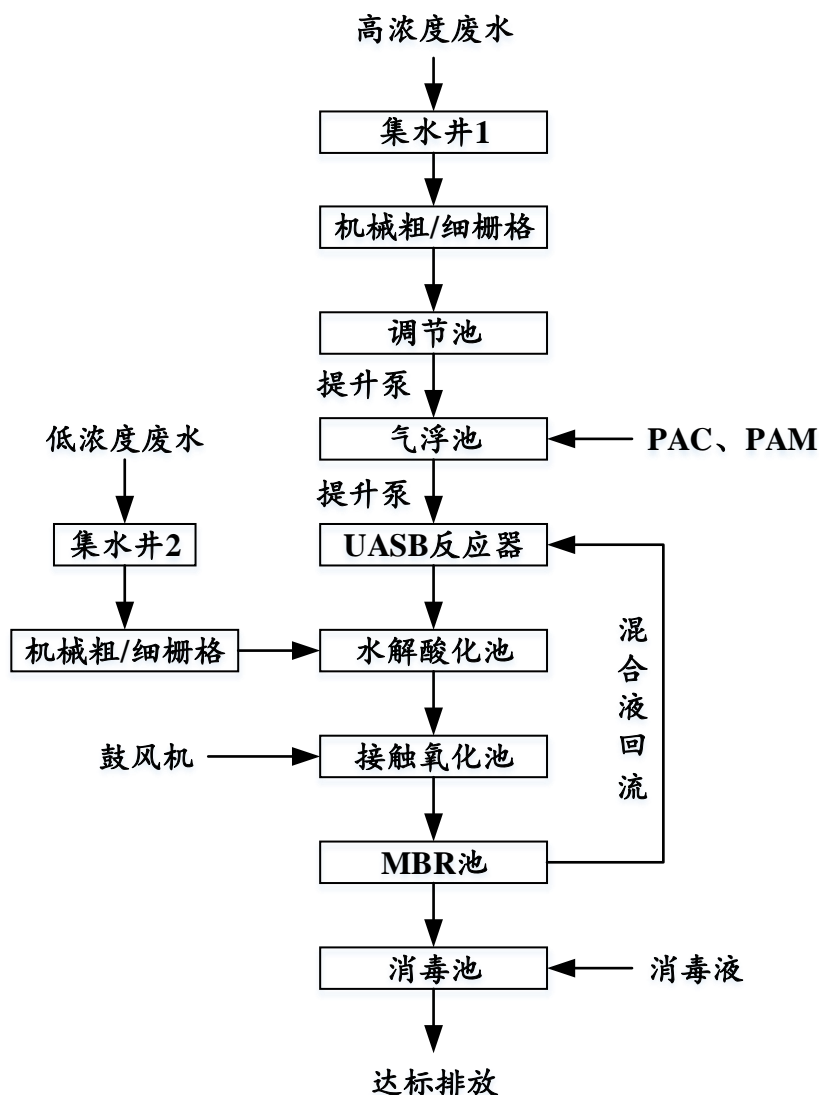 高浓度废水
集水井1
机械粗/细栅格
调节池
提升泵
气浮池
PAC、PAM
低浓度废水
提升泵
集水井2
UASB反应器
机械粗/细栅格
水解酸化池
混合液回流
鼓风机
接触氧化池
MBR池
消毒池
消毒液
达标排放